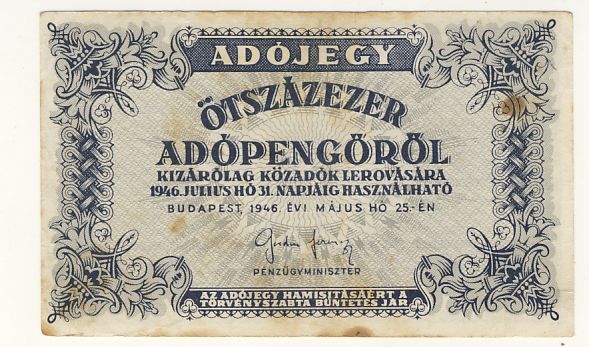 ADÓJEGY
ÖTSZÁZEZER
ADÓPENGŐRŐL
KIZÁRÓLAG KÖZADÓK LEROVÁSÁRA
1946. JULIUS HÓ 31. NAPJÁIG HASZNÁLHATÓ
BUDAPEST, 1946. ÉVI MÁJUS HÓ 25.-ÉN
PÉNZÜGYMINISZTER
AZ ADÓJEGY HAMISÍTÁSÁÉRT A
TÖRVÉNYSZABTA BÜNTETÉS JÁR